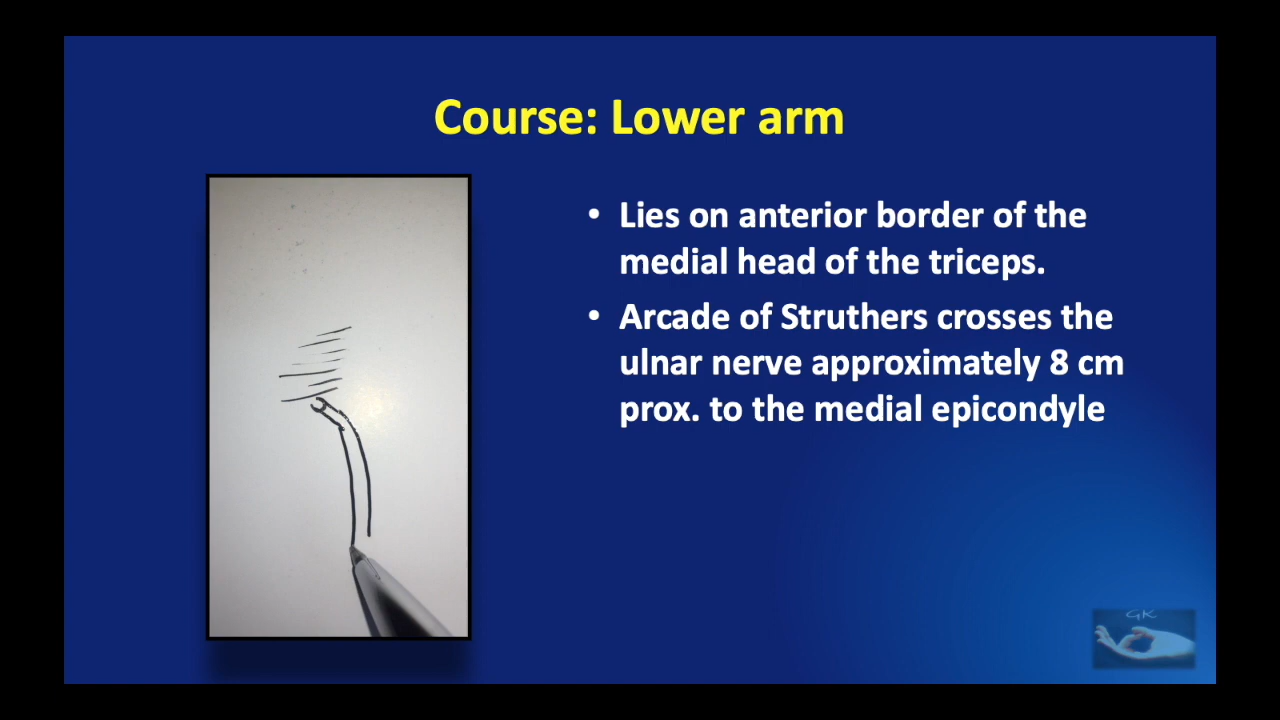 Course: Lower arm
• Lies on anterior border of the
medial head of the triceps.
• Arcade of Struthers crosses the
ulnar nerve approximately 8 cm
prox. to the medial epicondyle
GK